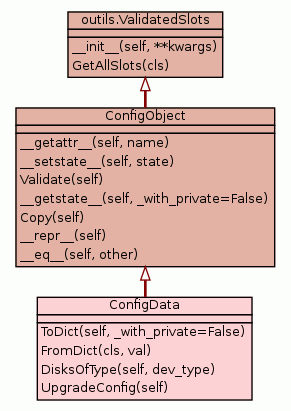 outils.ValidatedSlots
__init__(self, **kwargs)
GetAllSlots(cls)
ConfigObject
__getattr__(self, name)
__setstate__(self, state)
Validate(self)
__getstate__(self, _with_private=False)
Copy(self)
__repr__(self)
__eq__(self, other)
ConfigData
ToDict(self, _with_private=False)
FromDict(cls, val)
DisksOfType(self, dev_type)
UpgradeConfig(self)